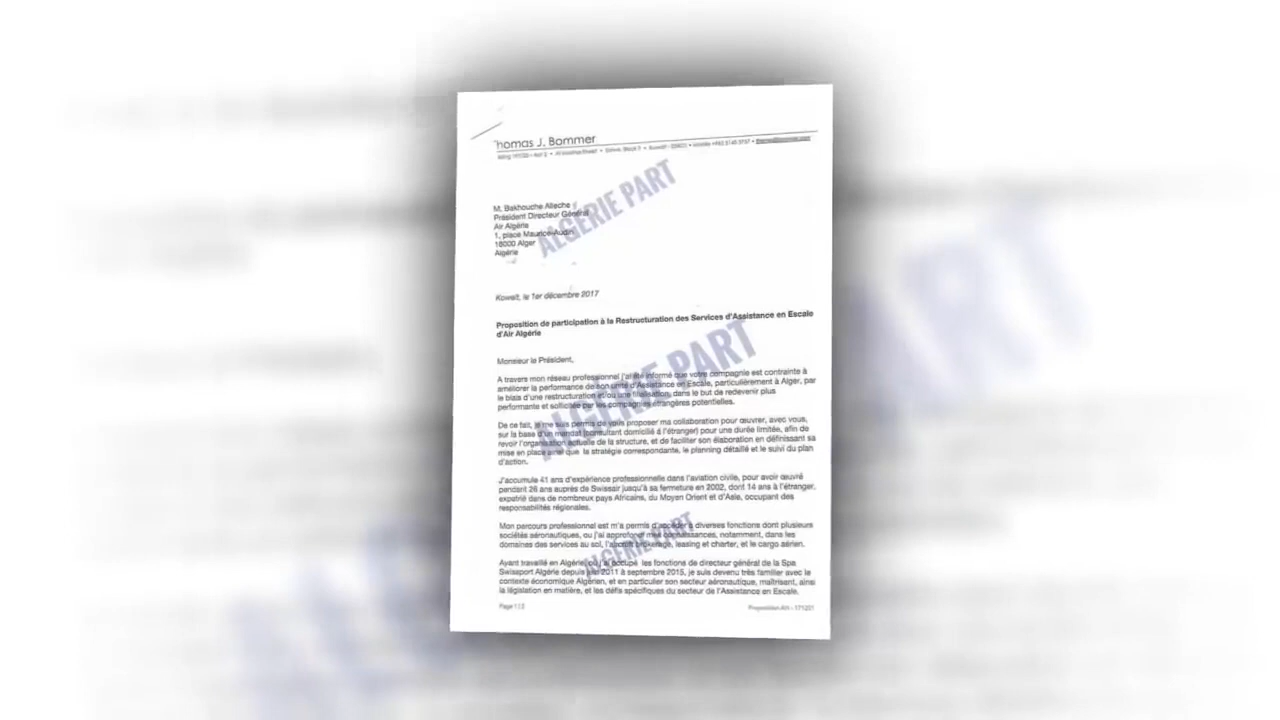 Thomas J. Bommer
M. Bakhouche Alleche
Président Directeur Général
Air Algérie
1, place Maurice-Audin
16000 Alger
Algérie
Koweït, le 1er décembre 2017
Proposition de participation à la Restructuration des Services d'Assistance en Escale
d'Air Algérie
Monsieur le Président,
A travers mon réseau professionnel j'ai été informé que votre compagnie est contrainte à
améliorer la performance de son unité d'Assistance en Escale, particulièrement à Alger, par
le biais d'une restructuration et/ou une filialisation, dans le but de redevenir plus
performante et sollicitée par les compagnies étrangères potentielles.
De ce fait, je me suis permis de vous proposer ma collaboration pour œuvrer, avec vous,
sur la base d'un mandat (consultant domicilié à l'étranger) pour une durée limitée, afin de
revoir l'organisation actuelle de la structure, et de faciliter son élaboration en définissant sa
mise en place ainsi que la stratégie correspondante, le planning détaillé et le suivi du plan
d'action.
J'accumule 41 ans d'expérience professionnelle dans l'aviation civile, pour avoir œuvré
pendant 26 ans auprès de Swissair jusqu'à sa fermeture en 2002, dont 14 ans à l'étranger,
expatrié dans de nombreux pays Africains, du Moyen Orient et d'Asie, occupant des
responsabilités régionales.
Mon parcours professionnel est m'a permis d'accéder à diverses fonctions dont plusieurs
sociétés aéronautiques, ou j'ai approfondi mes connaissances, notamment, dans les
domaines des services au sol, l'aircraft brokerage, leasing et charter, et le cargo aérien.
Ayant travaillé en Algérie, où j'ai occupé les fonctions de directeur général de la Spa
Swissport Algérie depuis juin 2011 à septembre 2015, je suis devenu très familier avec le
contexte économique Algérien, et en particulier son secteur aéronautique, maîtrisant, ainsi
la législation en matière, et les défis spécifiques du secteur de l'Assistance en Escale.
Page 1 | 2
ALGÉRIE PART
ALGÉRIE PART
ALGÉRIE PART